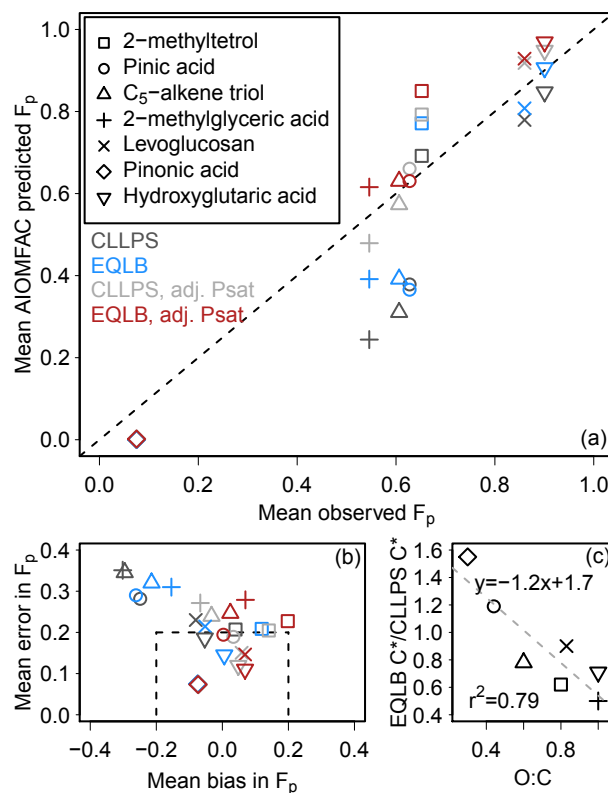 2−methyltetrol
Pinic acid
C5−alkene triol
2−methylglyceric acid
Levoglucosan
Pinonic acid
Hydroxyglutaric acid
CLLPS
EQLB
CLLPS, adj. Psat
EQLB, adj. Psat
(a)
Mean AIOMFAC predicted Fp
1.0
0.8
0.6
0.4
0.2
0.0
0.0 0.2 0.4 0.6 0.8 1.0
Mean observed Fp
(b)
Mean error in Fp
0.4
0.3
0.2
0.1
0.0
−0.4 −0.2 0.0 0.2 0.4
Mean bias in Fp
(c)
EQLB C*/CLLPS C*
1.6
1.4
1.2
1.0
0.8
0.6
0.4
y=−1.2x+1.7
r2=0.79
0.4 0.8
O:C